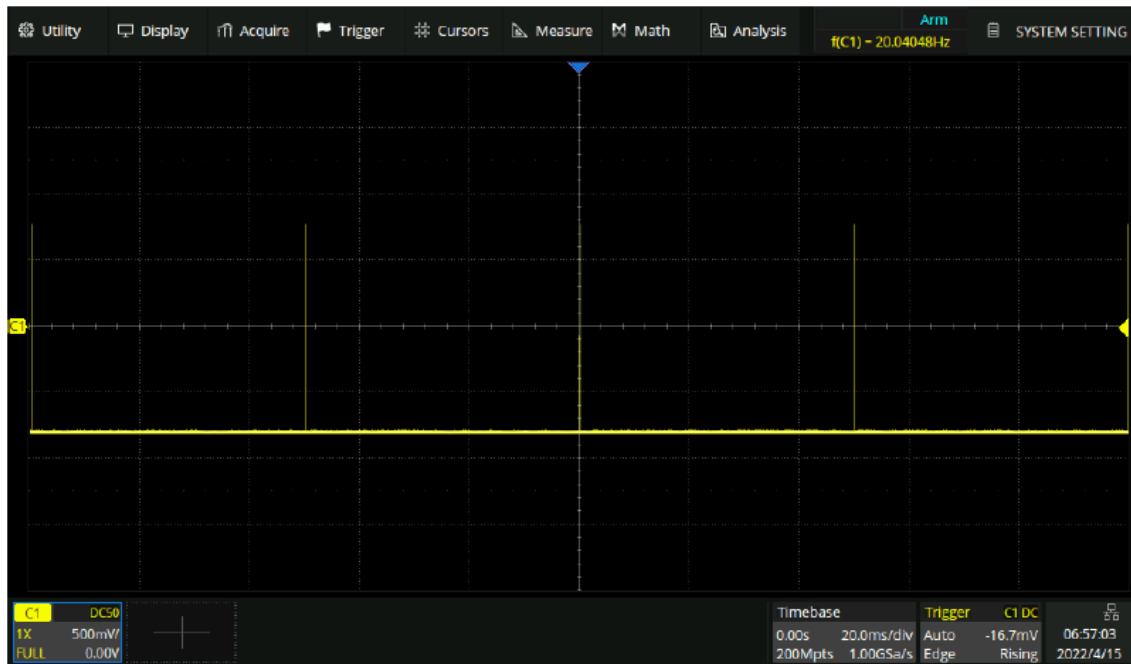 Utility Display Acquire Trigger Cursors Measure Math Analysis Arm SYSTEM SETTING
f(C1) = 20.04048Hz
C1
C1 DC50 Timebase Trigger C1 DC
1X 500mV/ 0.00s 20.0ms/div Auto -16.7mV 06:57:03
FULL 0.00V 200Mpts 1.00GSa/s Edge Rising 2022/4/15